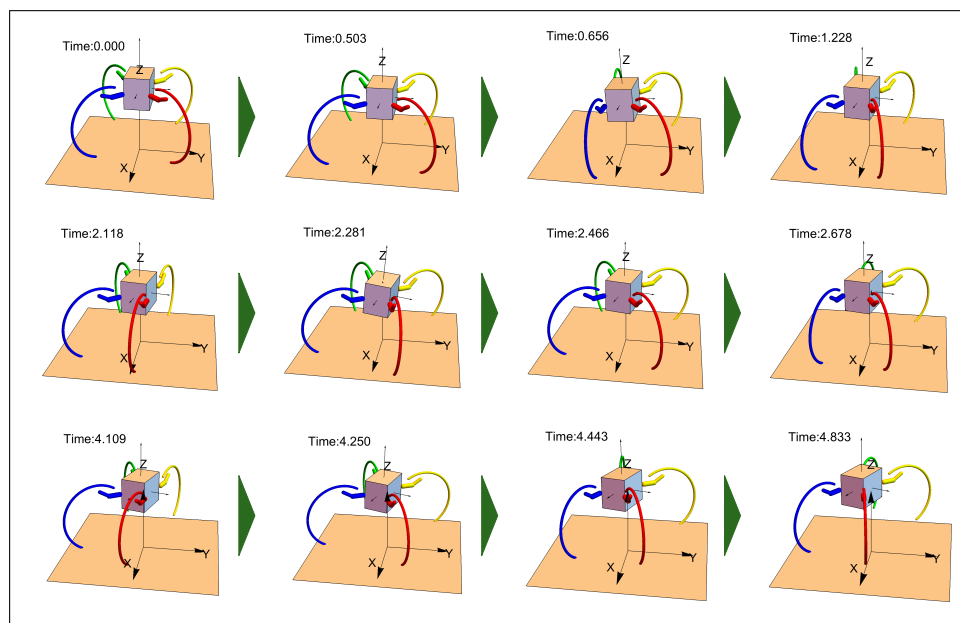 Time:0.000
Z
X
Y
Time:0.503
Z
X
Y
Time:0.656
Z
X
Y
Time:1.228
Z
X
Y
Time:2.118
Z
X
Y
Time:2.281
Z
X
Y
Time:2.466
Z
X
Y
Time:2.678
Z
X
Y
Time:4.109
Z
X
Y
Time:4.250
Z
X
Y
Time:4.443
Z
X
Y
Time:4.833
Z
X
Y